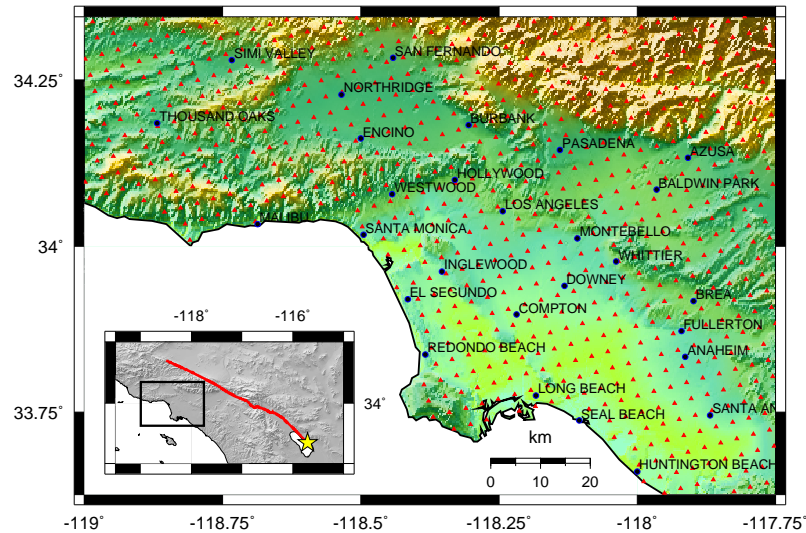 SIMI VALLEY
SAN FERNANDO
34.25°
NORTHRIDGE
THOUSAND OAKS
BURBANK
ENCINO
PASADENA
AZUSA
HOLLYWOOD
WESTWOOD
BALDWIN PARK
LOS ANGELES
MALIBU
34°
SANTA MONICA
MONTEBELLO
WHITTIER
INGLEWOOD
DOWNEY
EL SEGUNDO
BREA
COMPTON
-118° -116°
FULLERTON
REDONDO BEACH
ANAHEIM
LONG BEACH
34°
33.75°
SEAL BEACH
SANTA AN
km
HUNTINGTON BEACH
0 10 20
-119° -118.75° -118.5° -118.25° -118° -117.75°